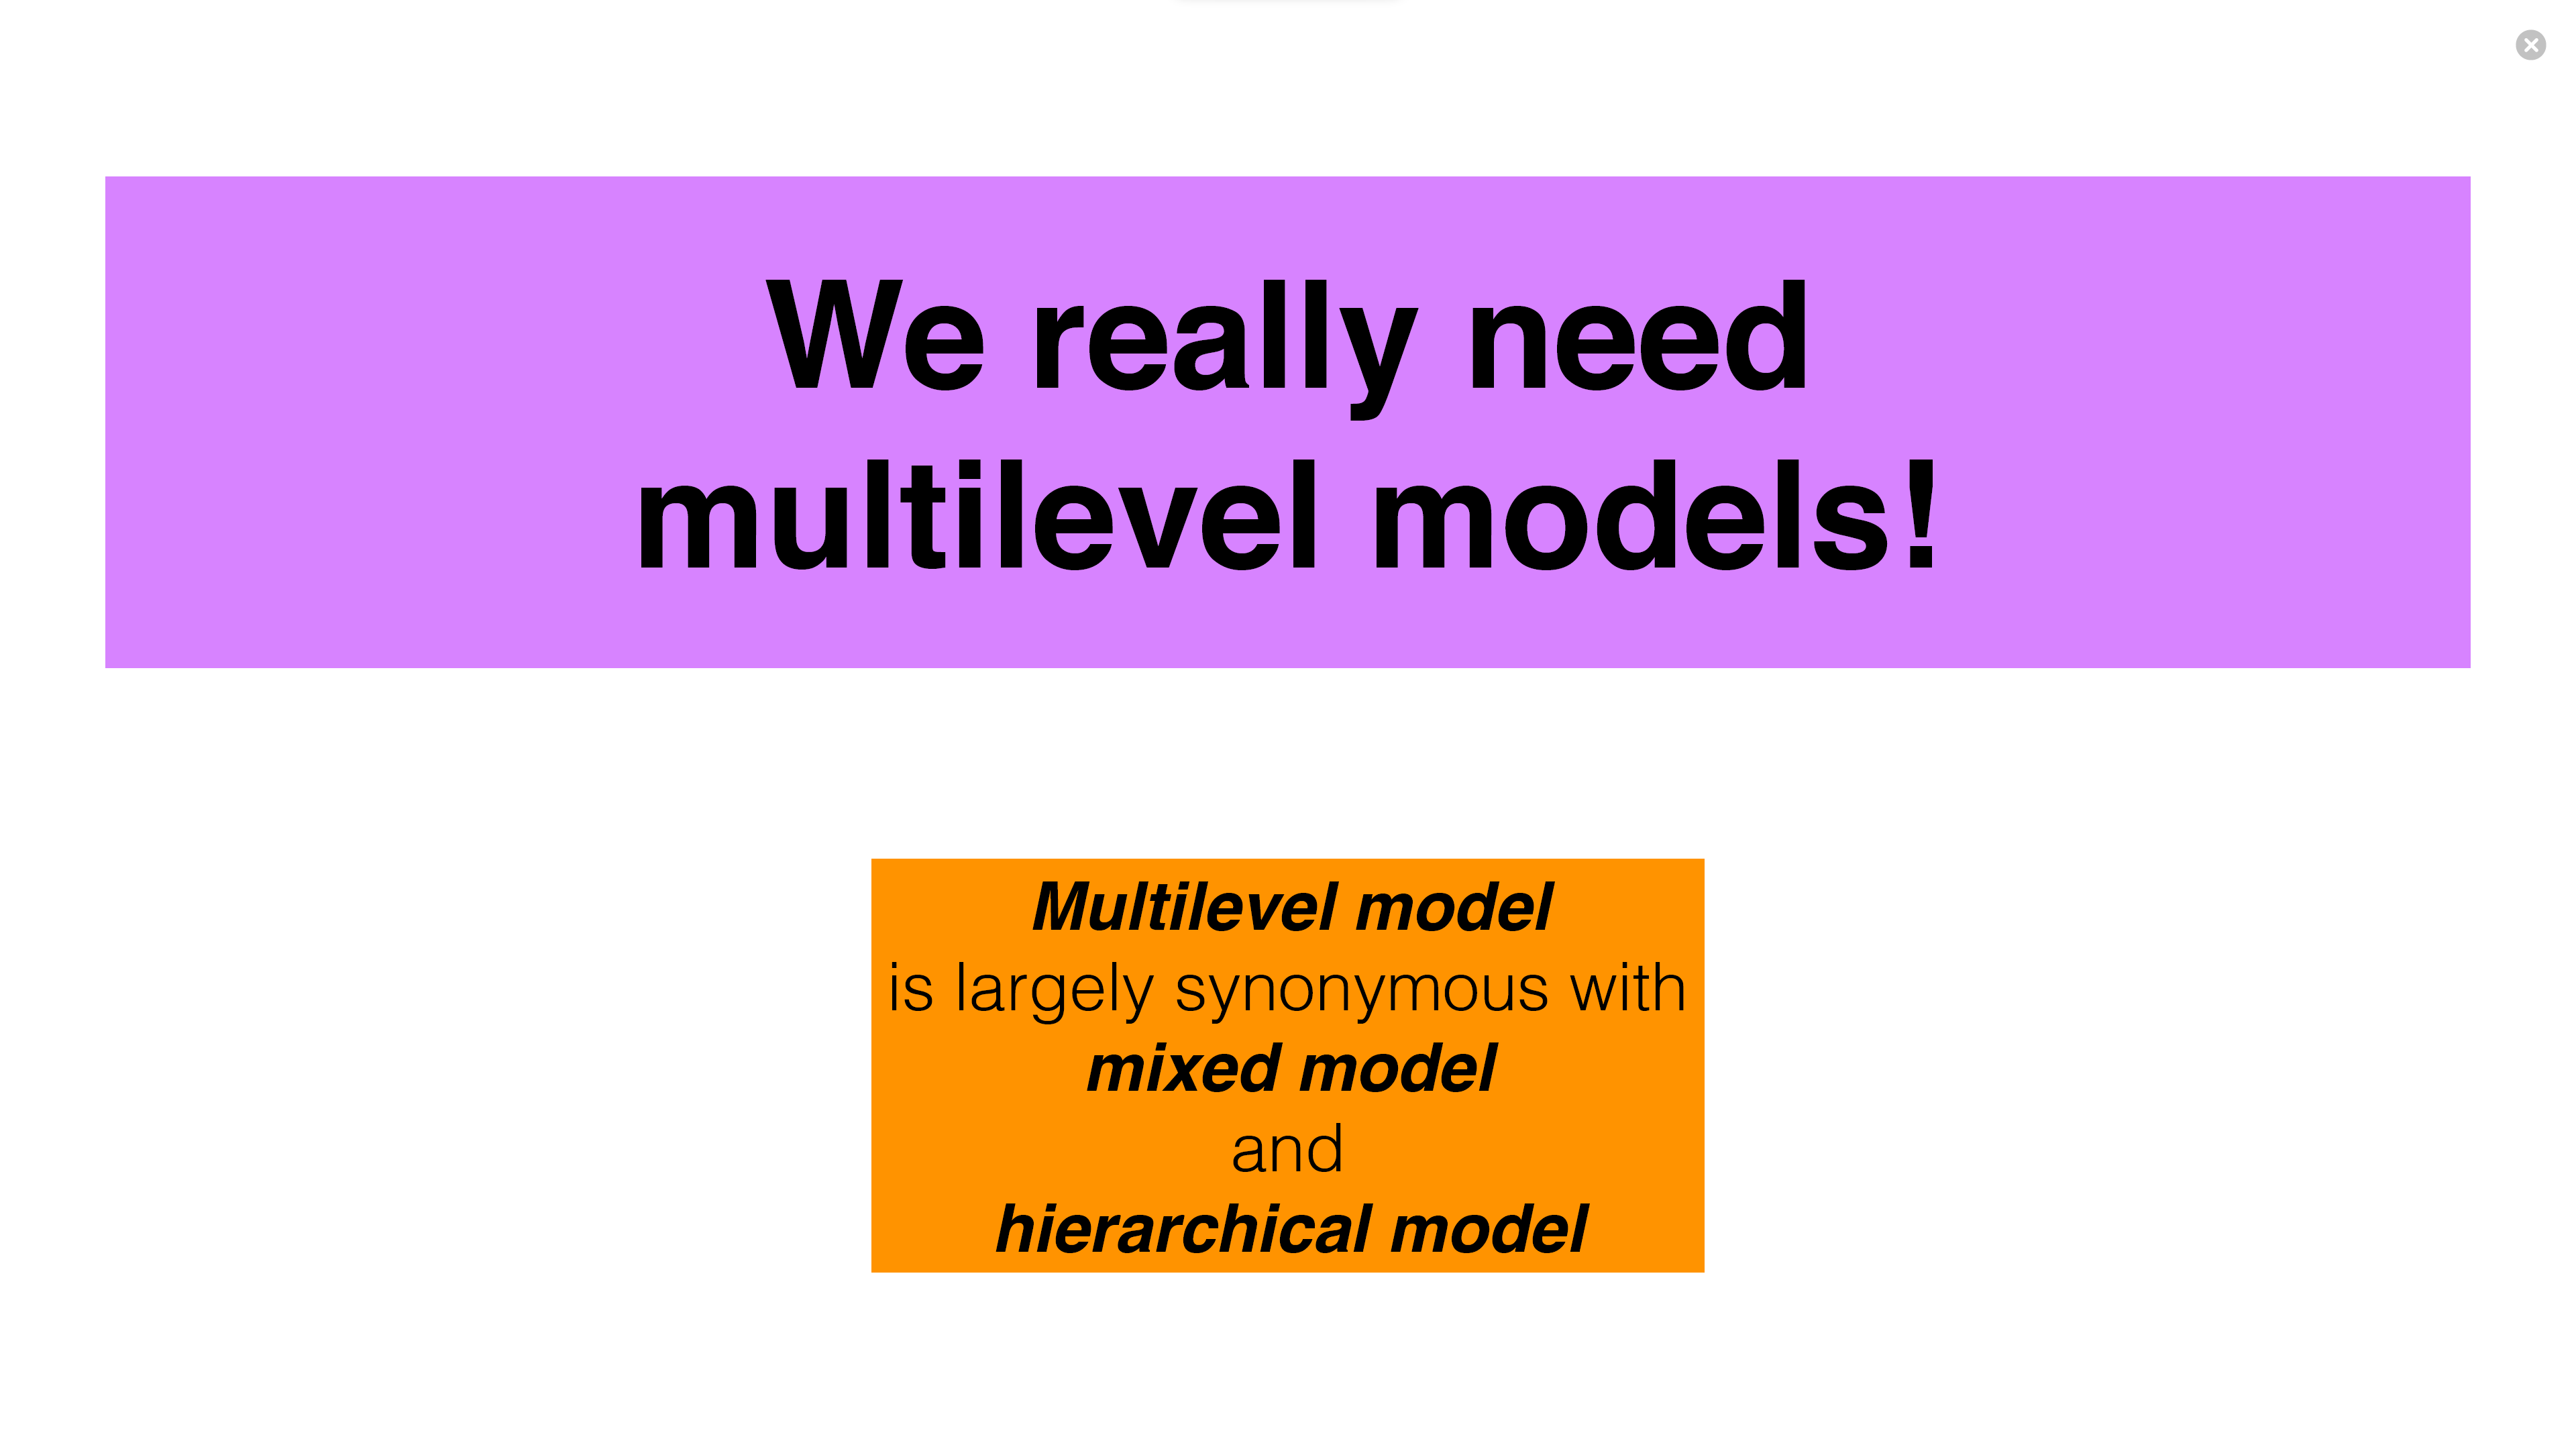 We really need
multilevel models!
Multilevel model
is largely synonymous with
mixed model
and
hierarchical model